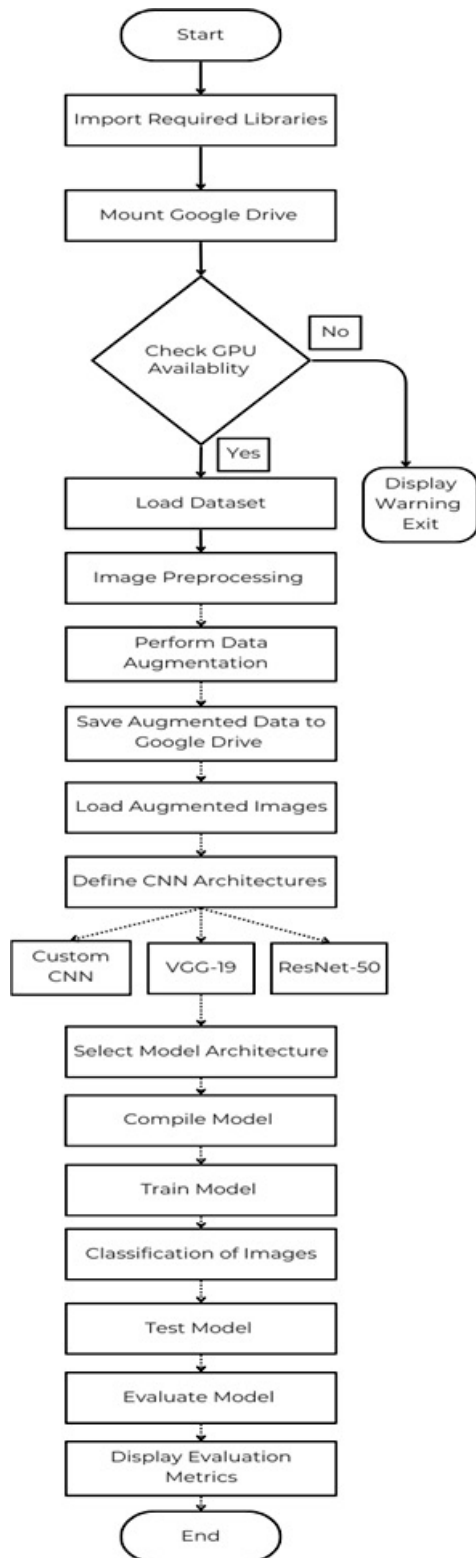 Start
Import Required Libraries
Mount Google Drive
No
Check GPU
Availablity
Yes
Display
Warning
Exit
Load Dataset
Image Preprocessing
Perform Data
Augmentation
Save Augmented Data to
Google Drive
Load Augmented Images
Define CNN Architectures
Custom
CNN
VGG-19
ResNet-50
Select Model Architecture
Compile Model
Train Model
Classification of Images
Test Model
Evaluate Model
Display Evaluation
Metrics
End